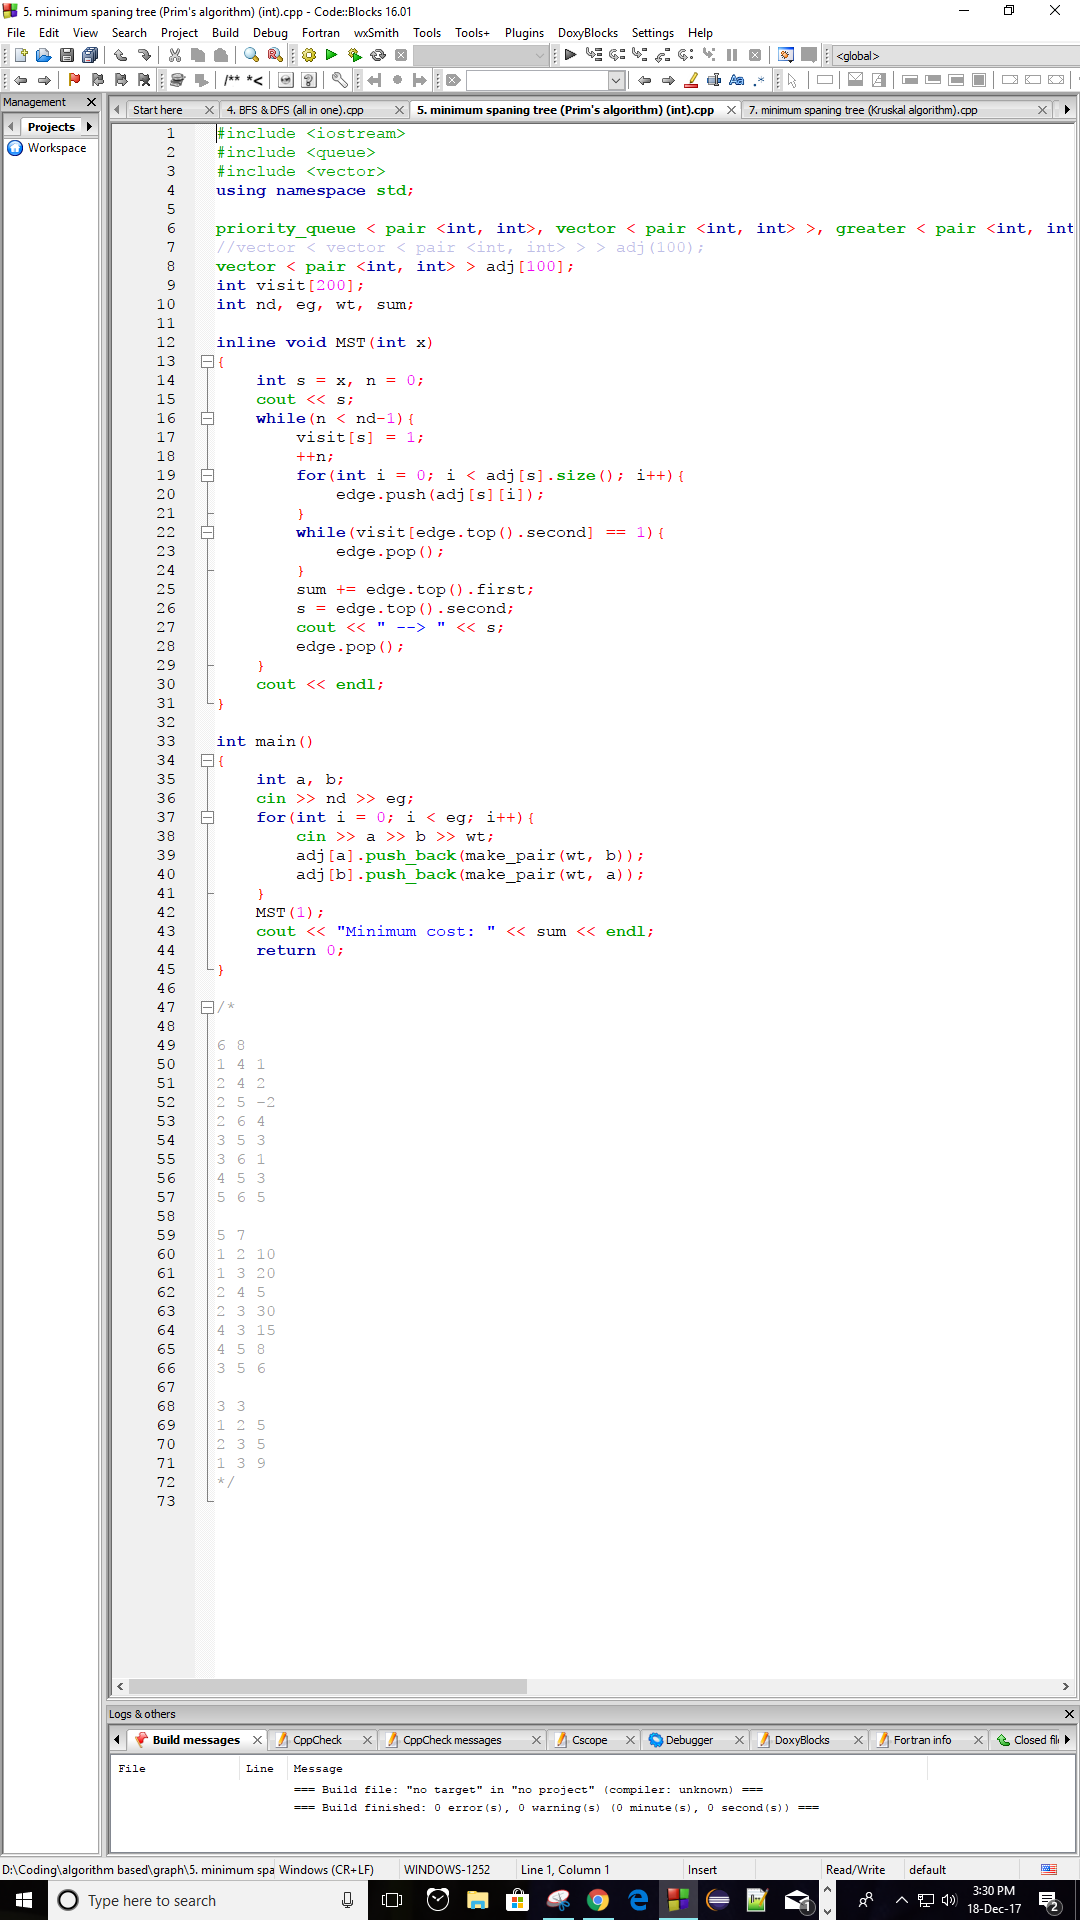 5. minimum spaning tree (Prim's algorithm) (int).cpp - Code::Blocks 16.01
File Edit View Search Project Build Debug Fortran wxSmith Tools Tools+ Plugins DoxyBlocks Settings Help
<global>
/** *<
Management
Start here
4. BFS & DFS (all in one).cpp
5. minimum spaning tree (Prim's algorithm) (int).cpp
7. minimum spaning tree (Kruskal algorithm).cpp
Projects
Workspace
1 #include <iostream>
2 #include <queue>
3 #include <vector>
4 using namespace std;
5
6 priority_queue < pair <int, int>, vector < pair <int, int> >, greater < pair <int, int
7 //vector < vector < pair <int, int> > > adj(100);
8 vector < pair <int, int> > adj[100];
9 int visit[200];
10 int nd, eg, wt, sum;
11
12 inline void MST(int x)
13 {
14 int s = x, n = 0;
15 cout << s;
16 while(n < nd-1){
17 visit[s] = 1;
18 ++n;
19 for(int i = 0; i < adj[s].size(); i++){
20 edge.push(adj[s][i]);
21 }
22 while(visit[edge.top().second] == 1){
23 edge.pop();
24 }
25 sum += edge.top().first;
26 s = edge.top().second;
27 cout << " --> " << s;
28 edge.pop();
29 }
30 cout << endl;
31 }
32
33 int main()
34 {
35 int a, b;
36 cin >> nd >> eg;
37 for(int i = 0; i < eg; i++){
38 cin >> a >> b >> wt;
39 adj[a].push_back(make_pair(wt, b));
40 adj[b].push_back(make_pair(wt, a));
41 }
42 MST(1);
43 cout << "Minimum cost: " << sum << endl;
44 return 0;
45 }
46
47 /*
48
49 6 8
50 1 4 1
51 2 4 2
52 2 5 -2
53 2 6 4
54 3 5 3
55 3 6 1
56 4 5 3
57 5 6 5
58
59 5 7
60 1 2 10
61 1 3 20
62 2 4 5
63 2 3 30
64 4 3 15
65 4 5 8
66 3 5 6
67
68 3 3
69 1 2 5
70 2 3 5
71 1 3 9
72 */
73
Logs & others
Build messages CppCheck CppCheck messages Cscope Debugger DoxyBlocks Fortran info Closed fil
File Line Message
=== Build file: "no target" in "no project" (compiler: unknown) ===
=== Build finished: 0 error(s), 0 warning(s) (0 minute(s), 0 second(s)) ===
D:\Coding\algorithm based\graph\5. minimum spa Windows (CR+LF) WINDOWS-1252 Line 1, Column 1 Insert Read/Write default
Type here to search
3:30 PM
18-Dec-17
1
2